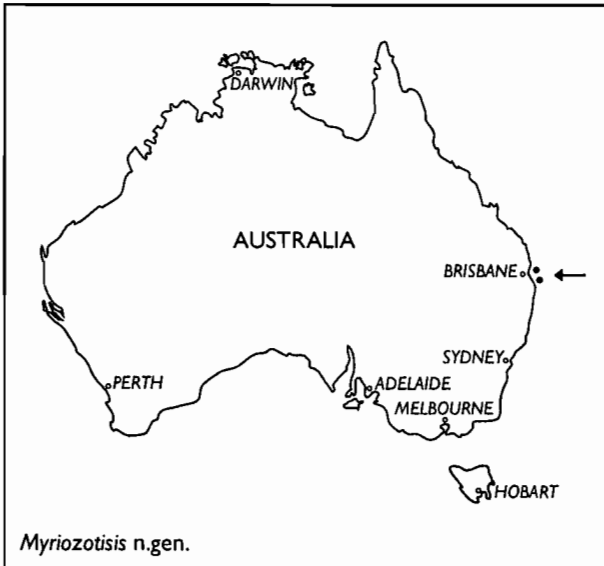 DARWIN
AUSTRALIA
BRISBANE
SYDNEY
PERTH
ADELAIDE
MELBOURNE
HOBART
Myriozotisis n.gen.